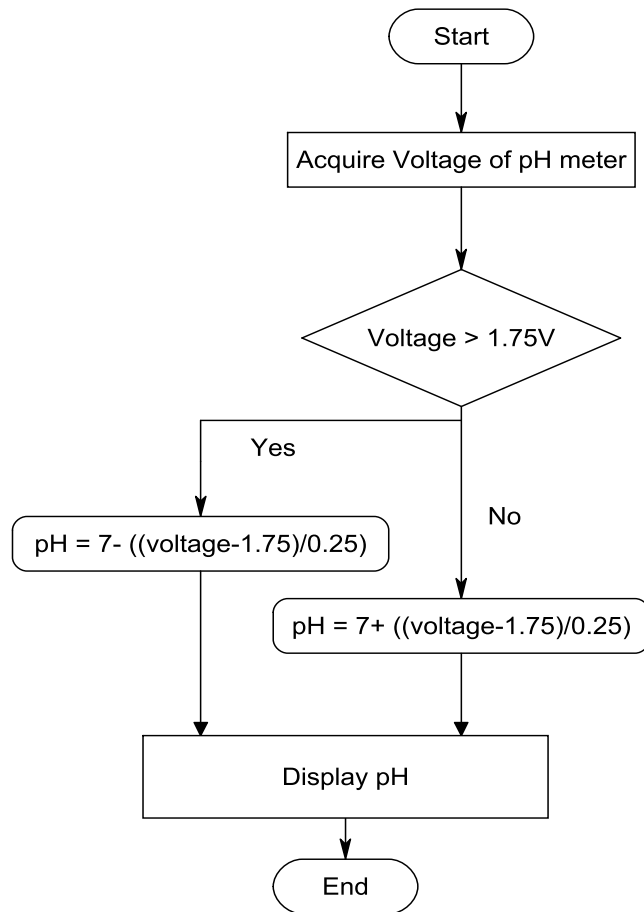 Start
Acquire Voltage of pH meter
Voltage > 1.75V
Yes
No
pH = 7- ((voltage-1.75)/0.25)
pH = 7+ ((voltage-1.75)/0.25)
Display pH
End